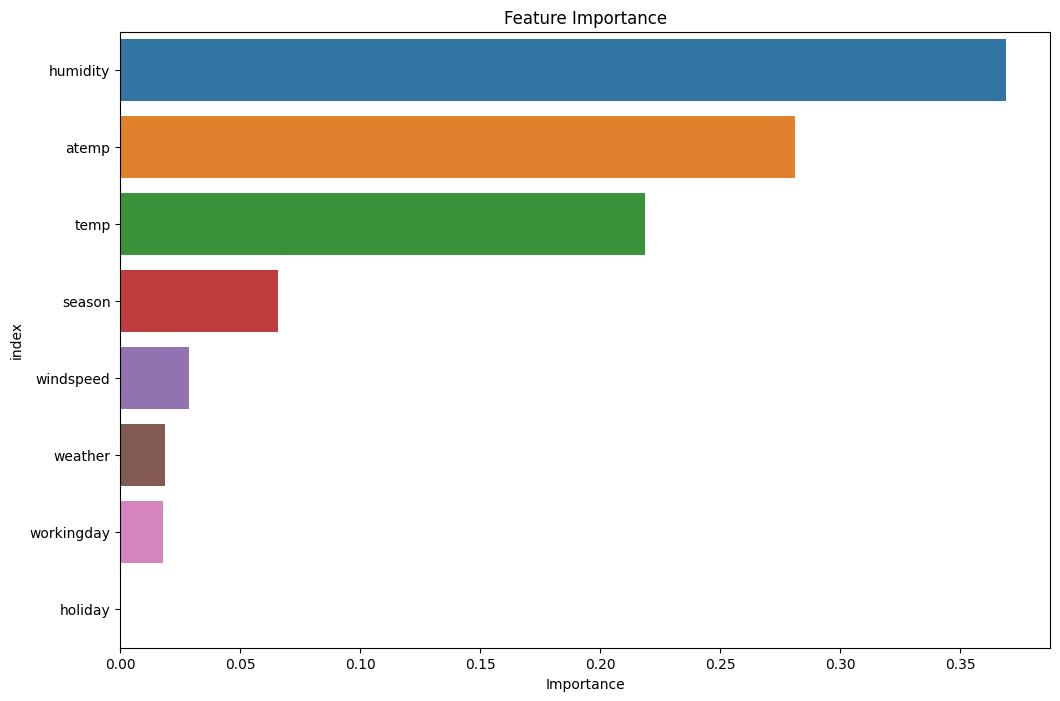 Feature Importance
humidity
atemp
temp
season
windspeed
weather
workingday
holiday
index
0.00 0.05 0.10 0.15 0.20 0.25 0.30 0.35
Importance